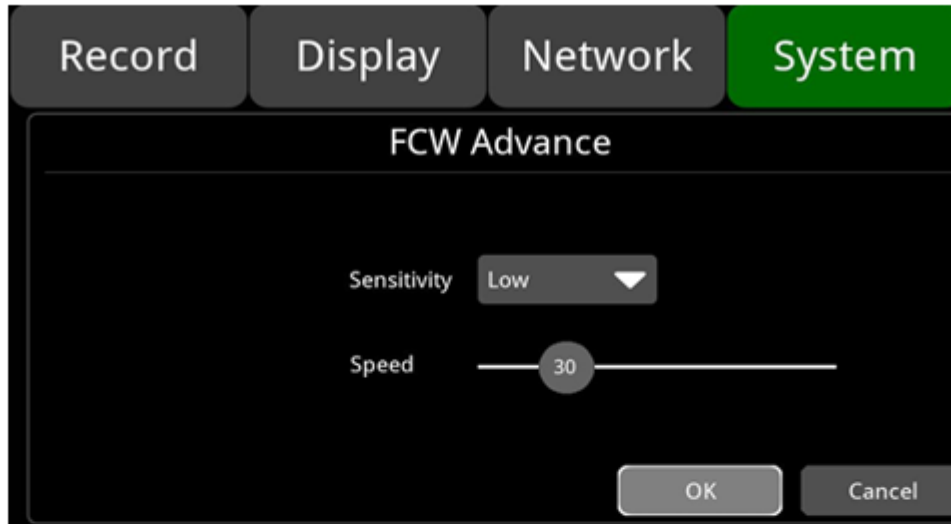 Record Display Network System
FCW Advance
Sensitivity Low
Speed 30
OK Cancel